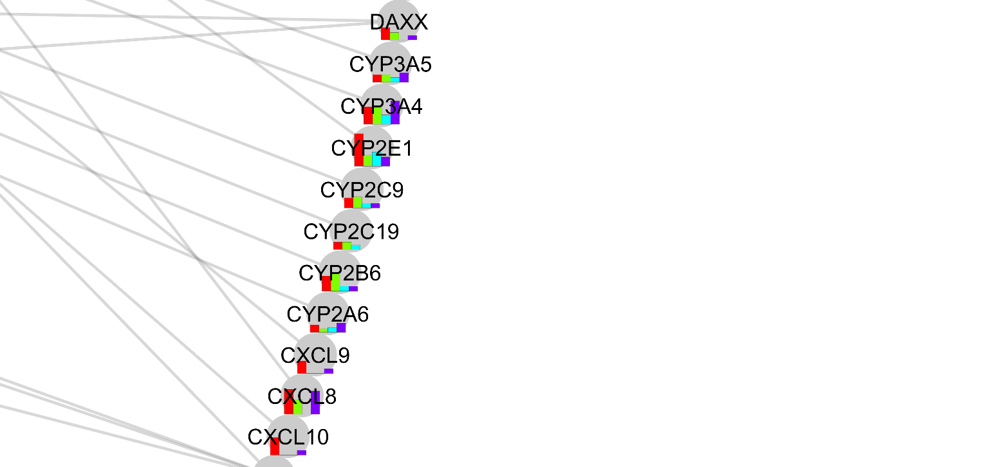 DAXX
CYP3A5
CYP3A4
CYP2E1
CYP2C9
CYP2C19
CYP2B6
CYP2A6
CXCL9
CXCL8
CXCL10